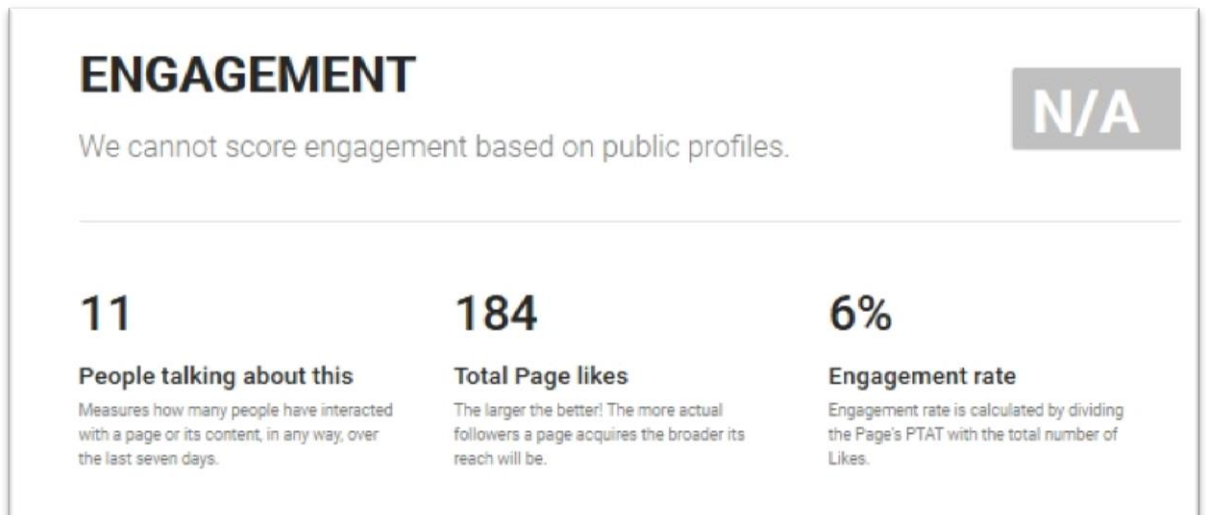 ENGAGEMENT
N/A
We cannot score engagement based on public profiles.
11
People talking about this
Measures how many people have interacted
with a page or its content, in any way, over
the last seven days.
184
Total Page likes
The larger the better! The more actual
followers a page acquires the broader its
reach will be.
6%
Engagement rate
Engagement rate is calculated by dividing
the Page's PTAT with the total number of
Likes.